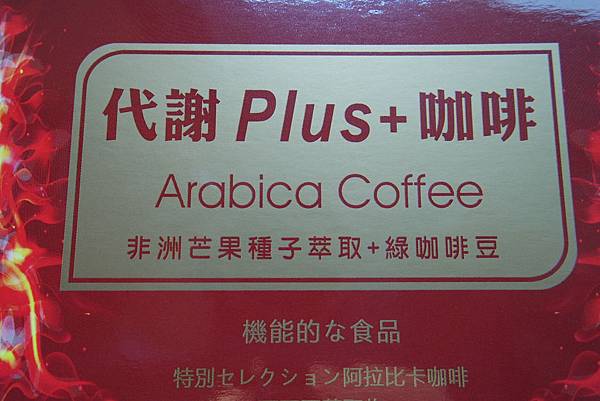 代謝 Plus+ 咖啡
Arabica Coffee
非洲芒果種子萃取+綠咖啡豆
機能的な食品
特別セレクション阿拉比卡咖啡